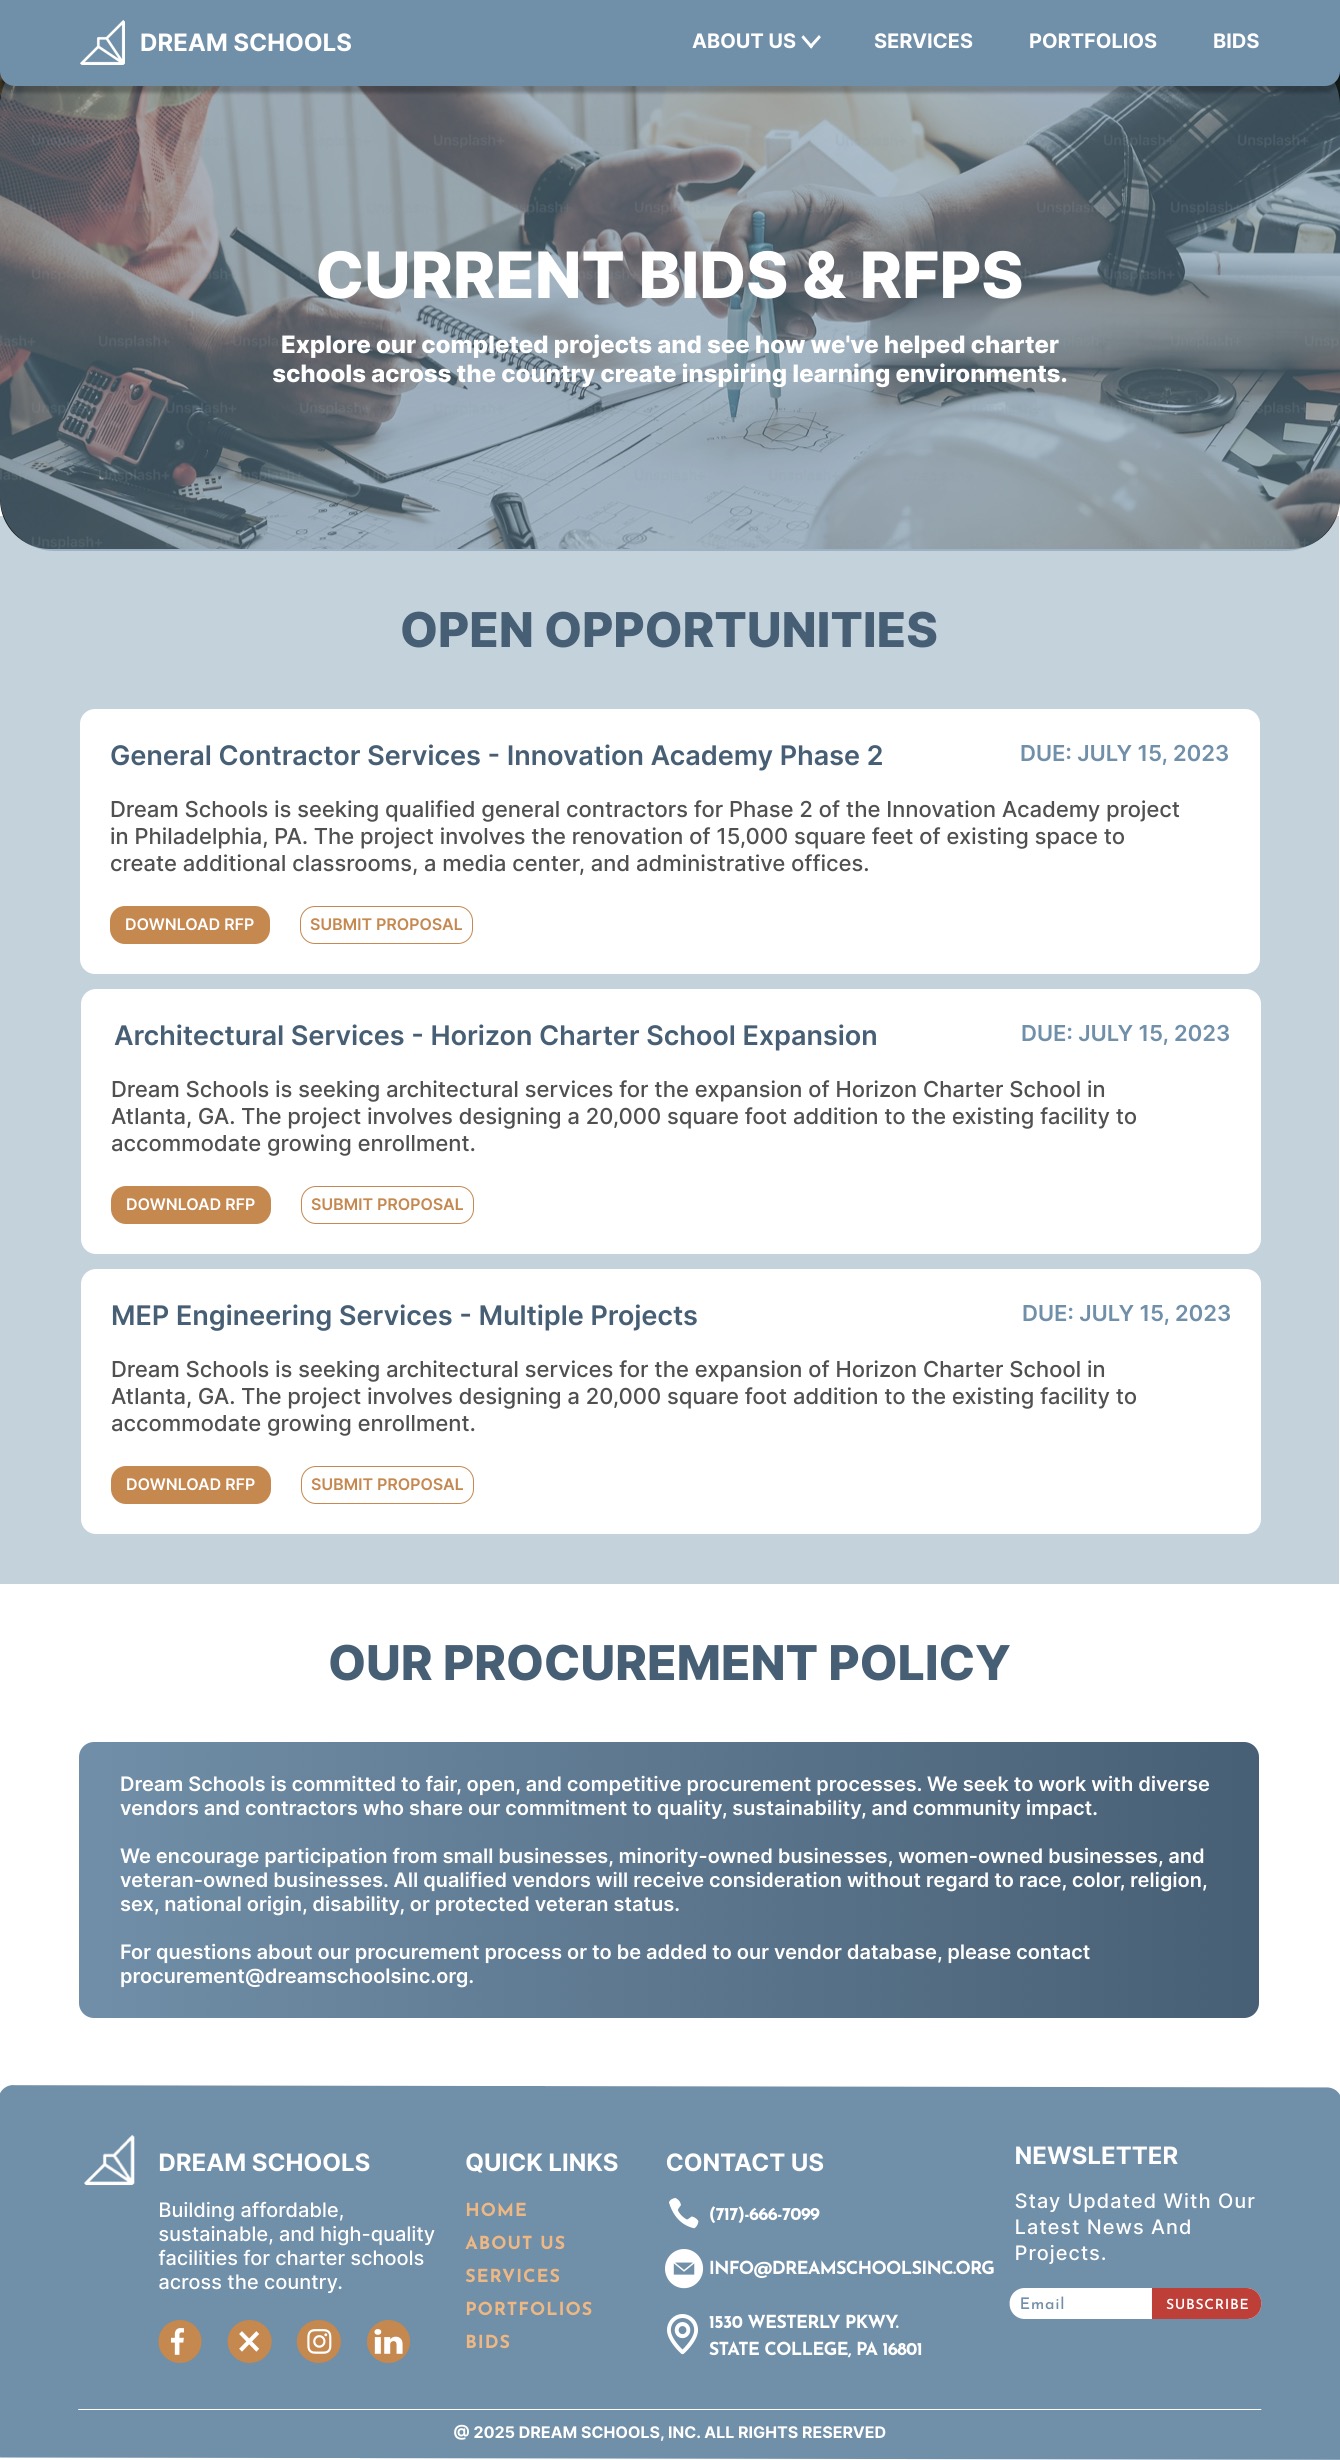 DREAM SCHOOLS
ABOUT US
SERVICES
PORTFOLIOS
BIDS
CURRENT BIDS & RFPS
Explore our completed projects and see how we've helped charter
schools across the country create inspiring learning environments.
Unsplash+
OPEN OPPORTUNITIES
General Contractor Services - Innovation Academy Phase 2
DUE: JULY 15, 2023
Dream Schools is seeking qualified general contractors for Phase 2 of the Innovation Academy project
in Philadelphia, PA. The project involves the renovation of 15,000 square feet of existing space to
create additional classrooms, a media center, and administrative offices.
DOWNLOAD RFP
SUBMIT PROPOSAL
Architectural Services - Horizon Charter School Expansion
DUE: JULY 15, 2023
Dream Schools is seeking architectural services for the expansion of Horizon Charter School in
Atlanta, GA. The project involves designing a 20,000 square foot addition to the existing facility to
accommodate growing enrollment.
DOWNLOAD RFP
SUBMIT PROPOSAL
MEP Engineering Services - Multiple Projects
DUE: JULY 15, 2023
Dream Schools is seeking architectural services for the expansion of Horizon Charter School in
Atlanta, GA. The project involves designing a 20,000 square foot addition to the existing facility to
accommodate growing enrollment.
DOWNLOAD RFP
SUBMIT PROPOSAL
OUR PROCUREMENT POLICY
Dream Schools is committed to fair, open, and competitive procurement processes. We seek to work with diverse
vendors and contractors who share our commitment to quality, sustainability, and community impact.
We encourage participation from small businesses, minority-owned businesses, women-owned businesses, and
veteran-owned businesses. All qualified vendors will receive consideration without regard to race, color, religion,
sex, national origin, disability, or protected veteran status.
For questions about our procurement process or to be added to our vendor database, please contact
procurement@dreamschoolsinc.org.
DREAM SCHOOLS
Building affordable,
sustainable, and high-quality
facilities for charter schools
across the country.
QUICK LINKS
HOME
ABOUT US
SERVICES
PORTFOLIOS
BIDS
CONTACT US
(717)-666-7099
INFO@DREAMSCHOOLSINC.ORG
1530 WESTERLY PKWY.
STATE COLLEGE, PA 16801
NEWSLETTER
Stay Updated With Our
Latest News And
Projects.
Email
SUBSCRIBE
@ 2025 DREAM SCHOOLS, INC. ALL RIGHTS RESERVED